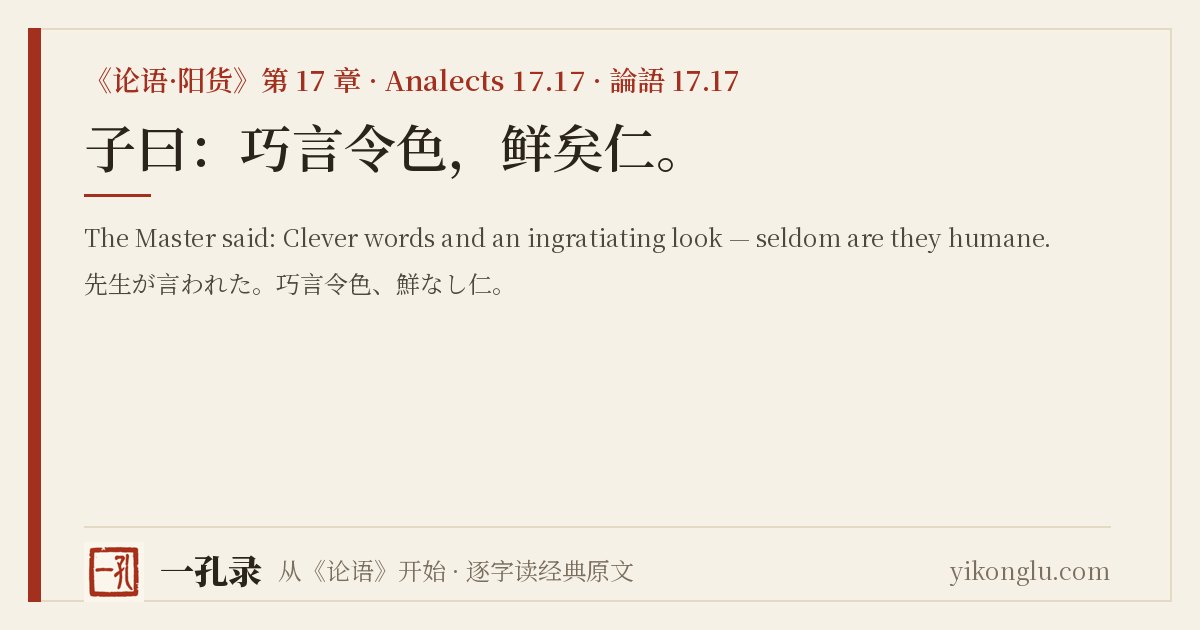 《论语·阳货》第 17 章 · Analects 17.17 · 論語 17.17
子曰：巧言令色，鲜矣仁。
The Master said: Clever words and an ingratiating look — seldom are they humane.
先生が言われた。巧言令色、鮮なし仁。
一孔
一孔录 从《论语》开始 · 逐字读经典原文 yikonglu.com